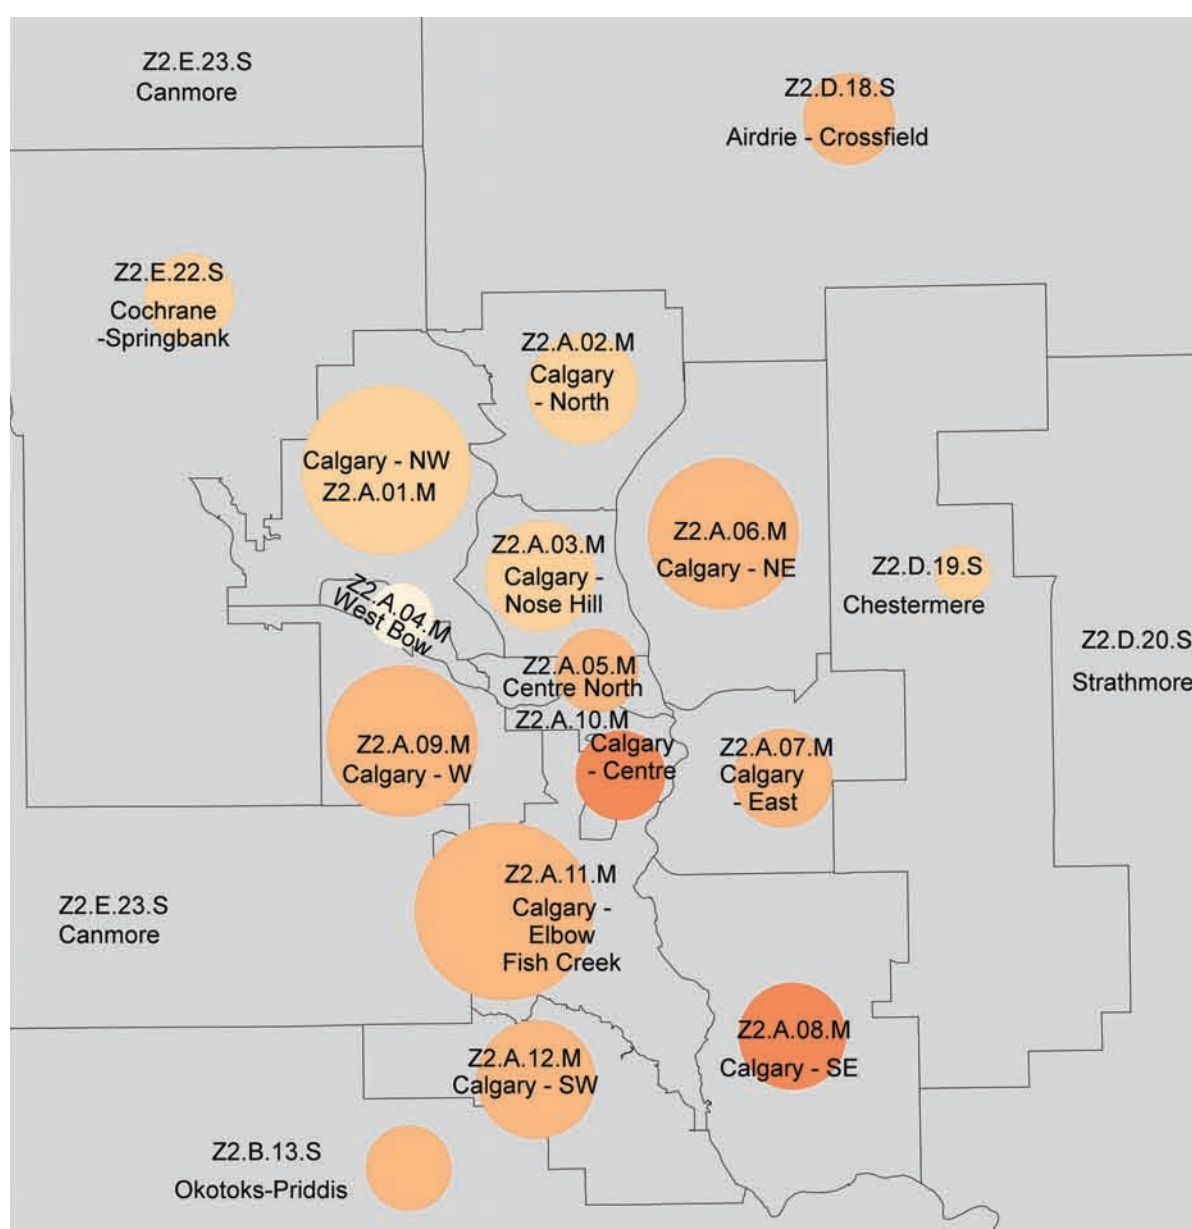 Z2.E.23.S
Canmore
Z2.D.18.S
Airdrie - Crossfield
Z2.E.22.S
Cochrane
-Springbank
Z2.A.02.M
Calgary
- North
Calgary - NW
Z2.A.01.M
Z2.A.03.M
Calgary -
Nose Hill
Z2.A.06.M
Calgary - NE
Z2.D.19.S
Chestermere
Z2.A.04.M
West Bow
Z2.D.20.S
Strathmore
Z2.A.05.M
Centre North
Z2.A.10.M
Calgary
- Centre
Z2.A.09.M
Calgary - W
Z2.A.07.M
Calgary
- East
Z2.A.11.M
Calgary -
Elbow
Fish Creek
Z2.E.23.S
Canmore
Z2.A.08.M
Calgary - SE
Z2.A.12.M
Calgary - SW
Z2.B.13.S
Okotoks-Priddis